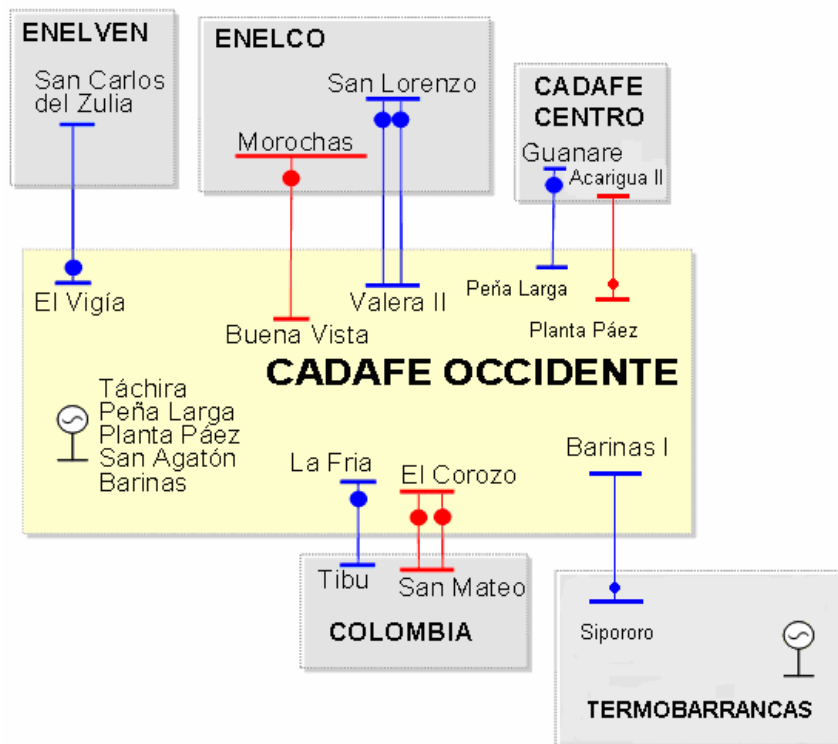 ENELVEN
San Carlos
del Zulia
ENELCO
San Lorenzo
Morochas
CADAFE
CENTRO
Guanare
Acarigua II
El Vigía
Buena Vista
Valera II
Peña Larga
Planta Páez
CADAFE OCCIDENTE
Táchira
Peña Larga
Planta Páez
San Agatón
Barinas
La Fria
El Corozo
Barinas I
Tibu
San Mateo
COLOMBIA
Sipororo
TERMOBARRANCAS